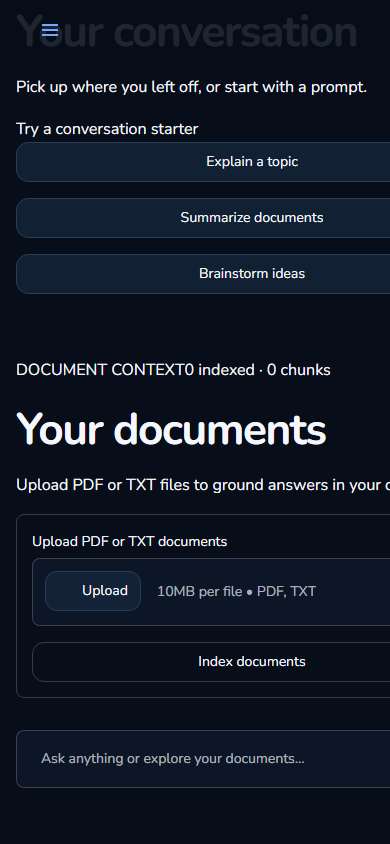 Your conversation
Pick up where you left off, or start with a prompt.
Try a conversation starter
Explain a topic
Summarize documents
Brainstorm ideas
DOCUMENT CONTEXT0 indexed · 0 chunks
Your documents
Upload PDF or TXT files to ground answers in your
Upload PDF or TXT documents
Upload
10MB per file • PDF, TXT
Index documents
Ask anything or explore your documents...